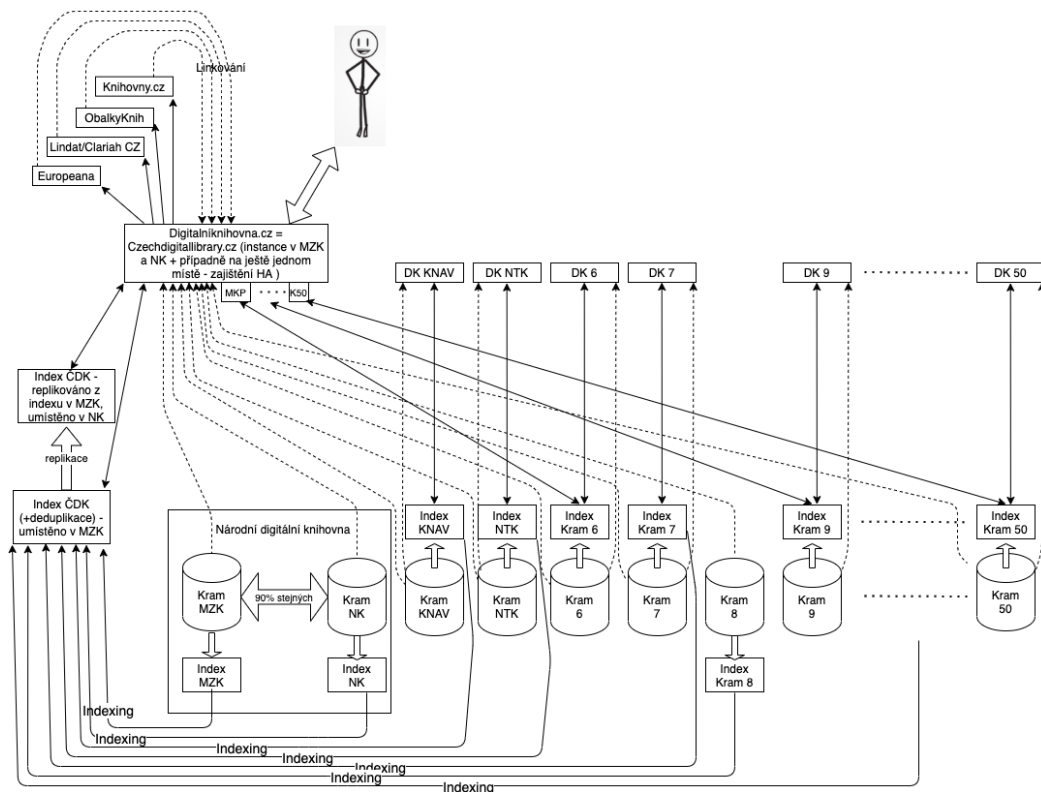 Linkování
Knihovny.cz
ObalkyKnih
Lindat/Clariah CZ
Europeana
Digitalníknihovna.cz =
Czechdigitallibrary.cz (instance v MZK
a NK + případně na ještě jednom
místě - zajištění HA )
MKP
K50
DK KNAV
DK NTK
DK 6
DK 7
DK 9
DK 50
Index ČDK -
replikováno z
indexu v MZK,
umístěno v NK
replikace
Index ČDK
(+deduplikace) -
umístěno v MZK
Národní digitální knihovna
Index
KNAV
Index
NTK
Index
Kram 6
Index
Kram 7
Index
Kram 9
Index
Kram 50
Kram
MZK
90% stejných
Kram
NK
Kram
KNAV
Kram
NTK
Kram
6
Kram
7
Kram
8
Kram
9
Kram
50
Index
MZK
Index
NK
Index
Kram 8
Indexing
Indexing
Indexing
Indexing
Indexing
Indexing
Indexing